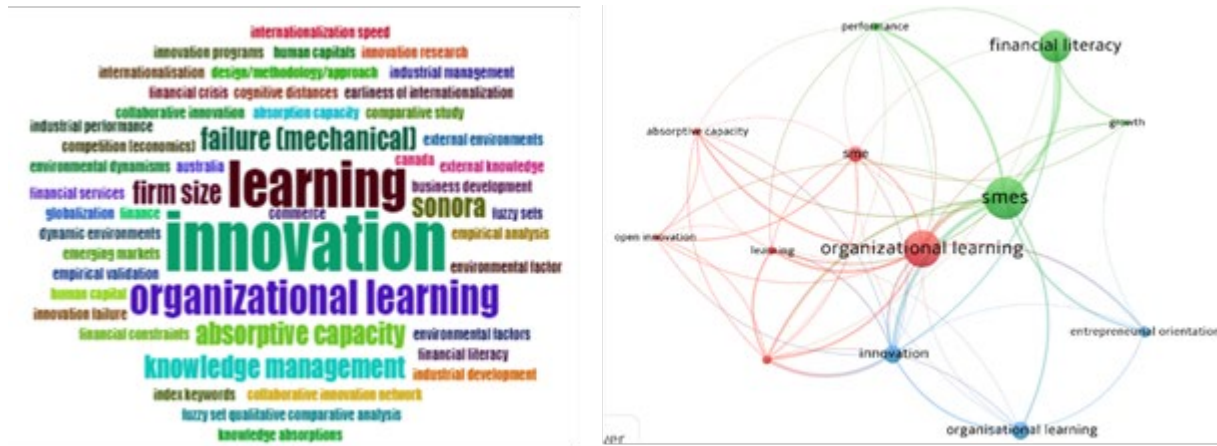 internationalization speed
innovation programs human capitals innovation research
internationalisation design/methodology/approach industrial management
financial crisis cognitive distances earliness of internationalization
collaborative innovation absorption capacity comparative study
industrial performance
competition (economics) failure (mechanical) external environments
environmental dynamisms australia canada external knowledge
financial services firm size learning business development
globalization finance commerce sonora fuzzy sets
dynamic environments innovation empirical analysis
emerging markets
empirical validation environmental factor
human capital organizational learning
innovation failure
financial constraints absorptive capacity environmental factors
knowledge management financial literacy
industrial development
index keywords collaborative innovation network
fuzzy set qualitative comparative analysis
knowledge absorptions
performance
financial literacy
growth
absorptive capacity
sme
smes
open innovation
learning
organizational learning
entrepreneurial orientation
innovation
organisational learning